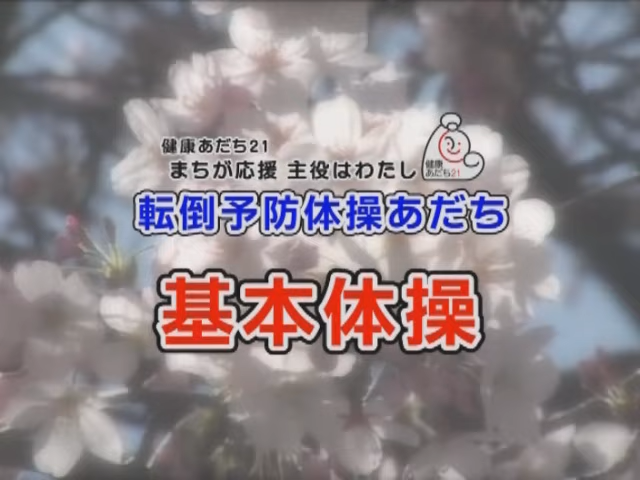 健康あだち21
まちが応援 主役はわたし
健康
あだち21
転倒予防体操あだち
基本体操